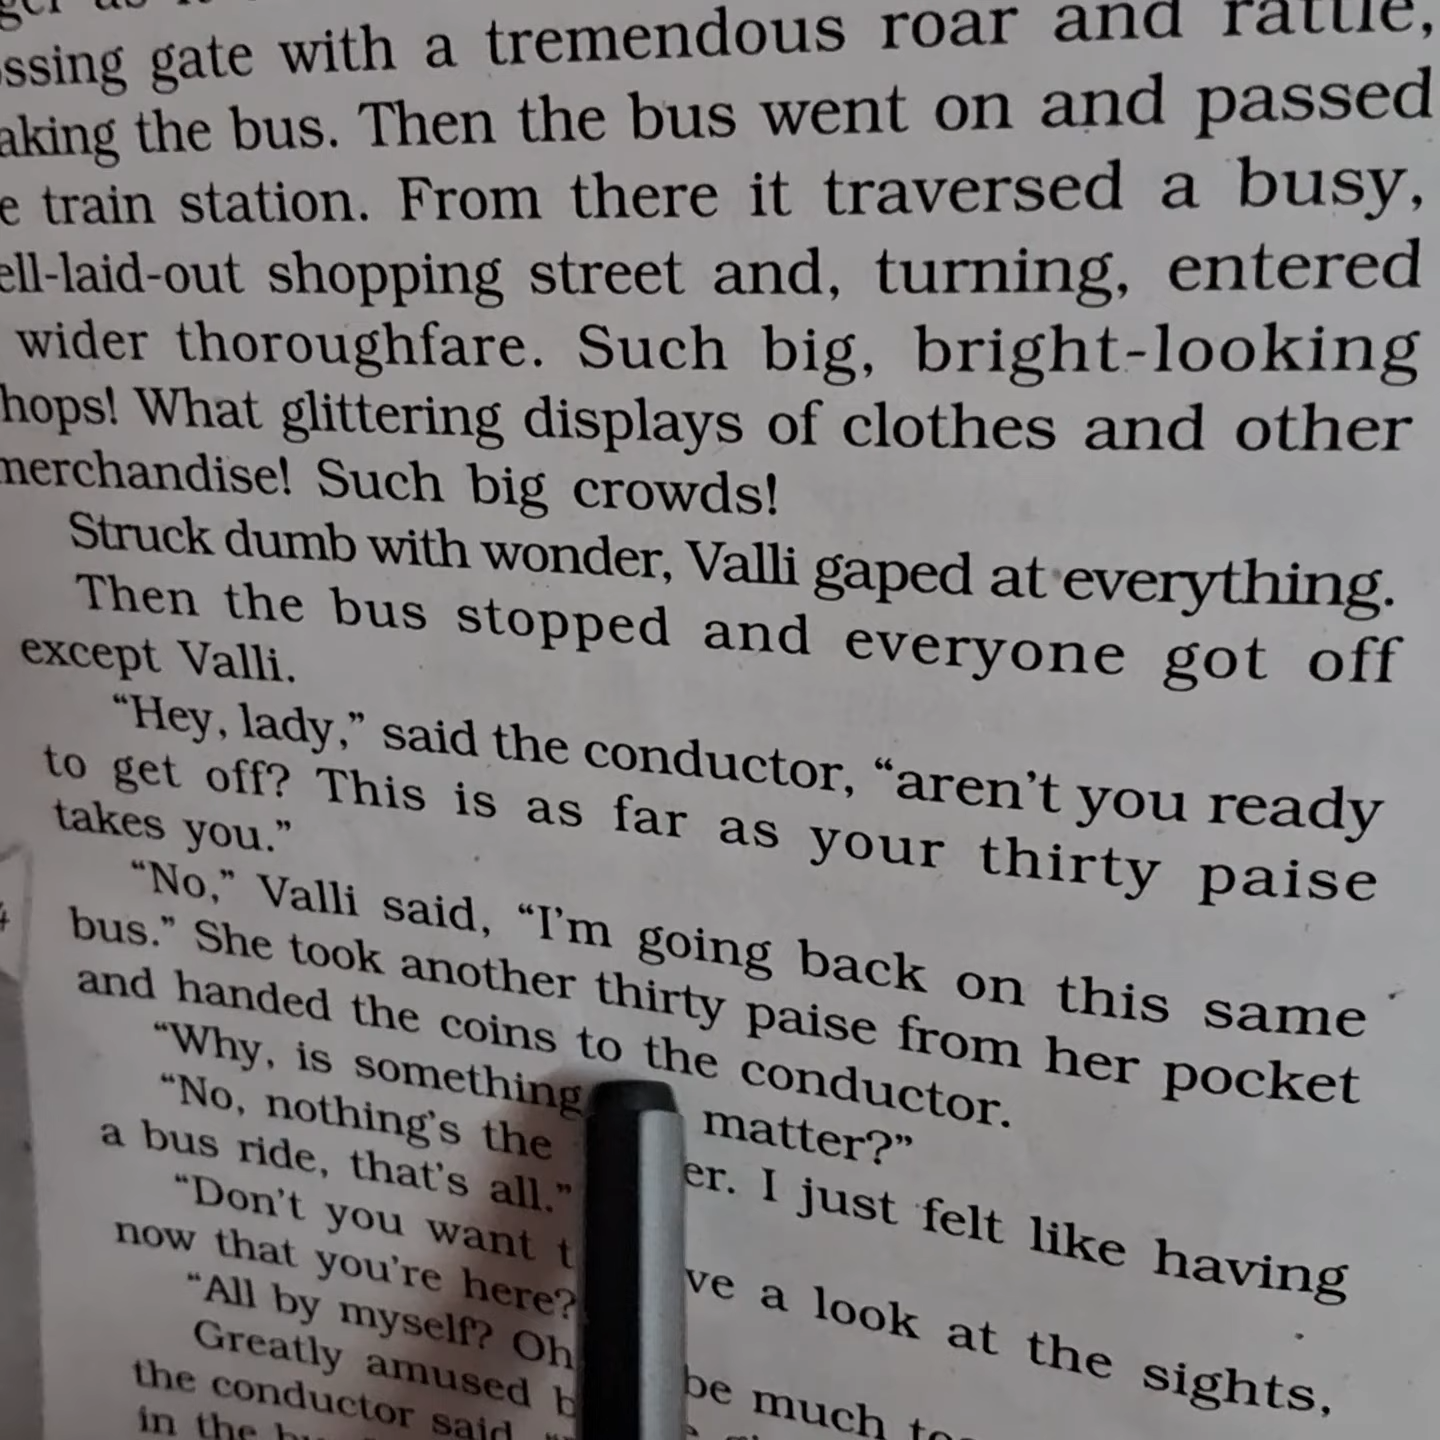 ssing gate with a tremendous roar and rattle,
aking the bus. Then the bus went on and passed
e train station. From there it traversed a busy,
ell-laid-out shopping street and, turning, entered
wider thoroughfare. Such big, bright-looking
hops! What glittering displays of clothes and other
merchandise! Such big crowds!
Struck dumb with wonder, Valli gaped at everything.
Then the bus stopped and everyone got off
except Valli.
“Hey, lady,” said the conductor, “aren’t you ready
to get off? This is as far as your thirty paise
takes you.”
“No,” Valli said, “I’m going back on this same
bus.” She took another thirty paise from her pocket
and handed the coins to the conductor.
“Why, is something matter?”
“No, nothing’s the er. I just felt like having
a bus ride, that’s all.”
“Don’t you want t ve a look at the sights,
now that you’re here?
“All by myself? Oh be much
Greatly amused b
the conductor said
in the